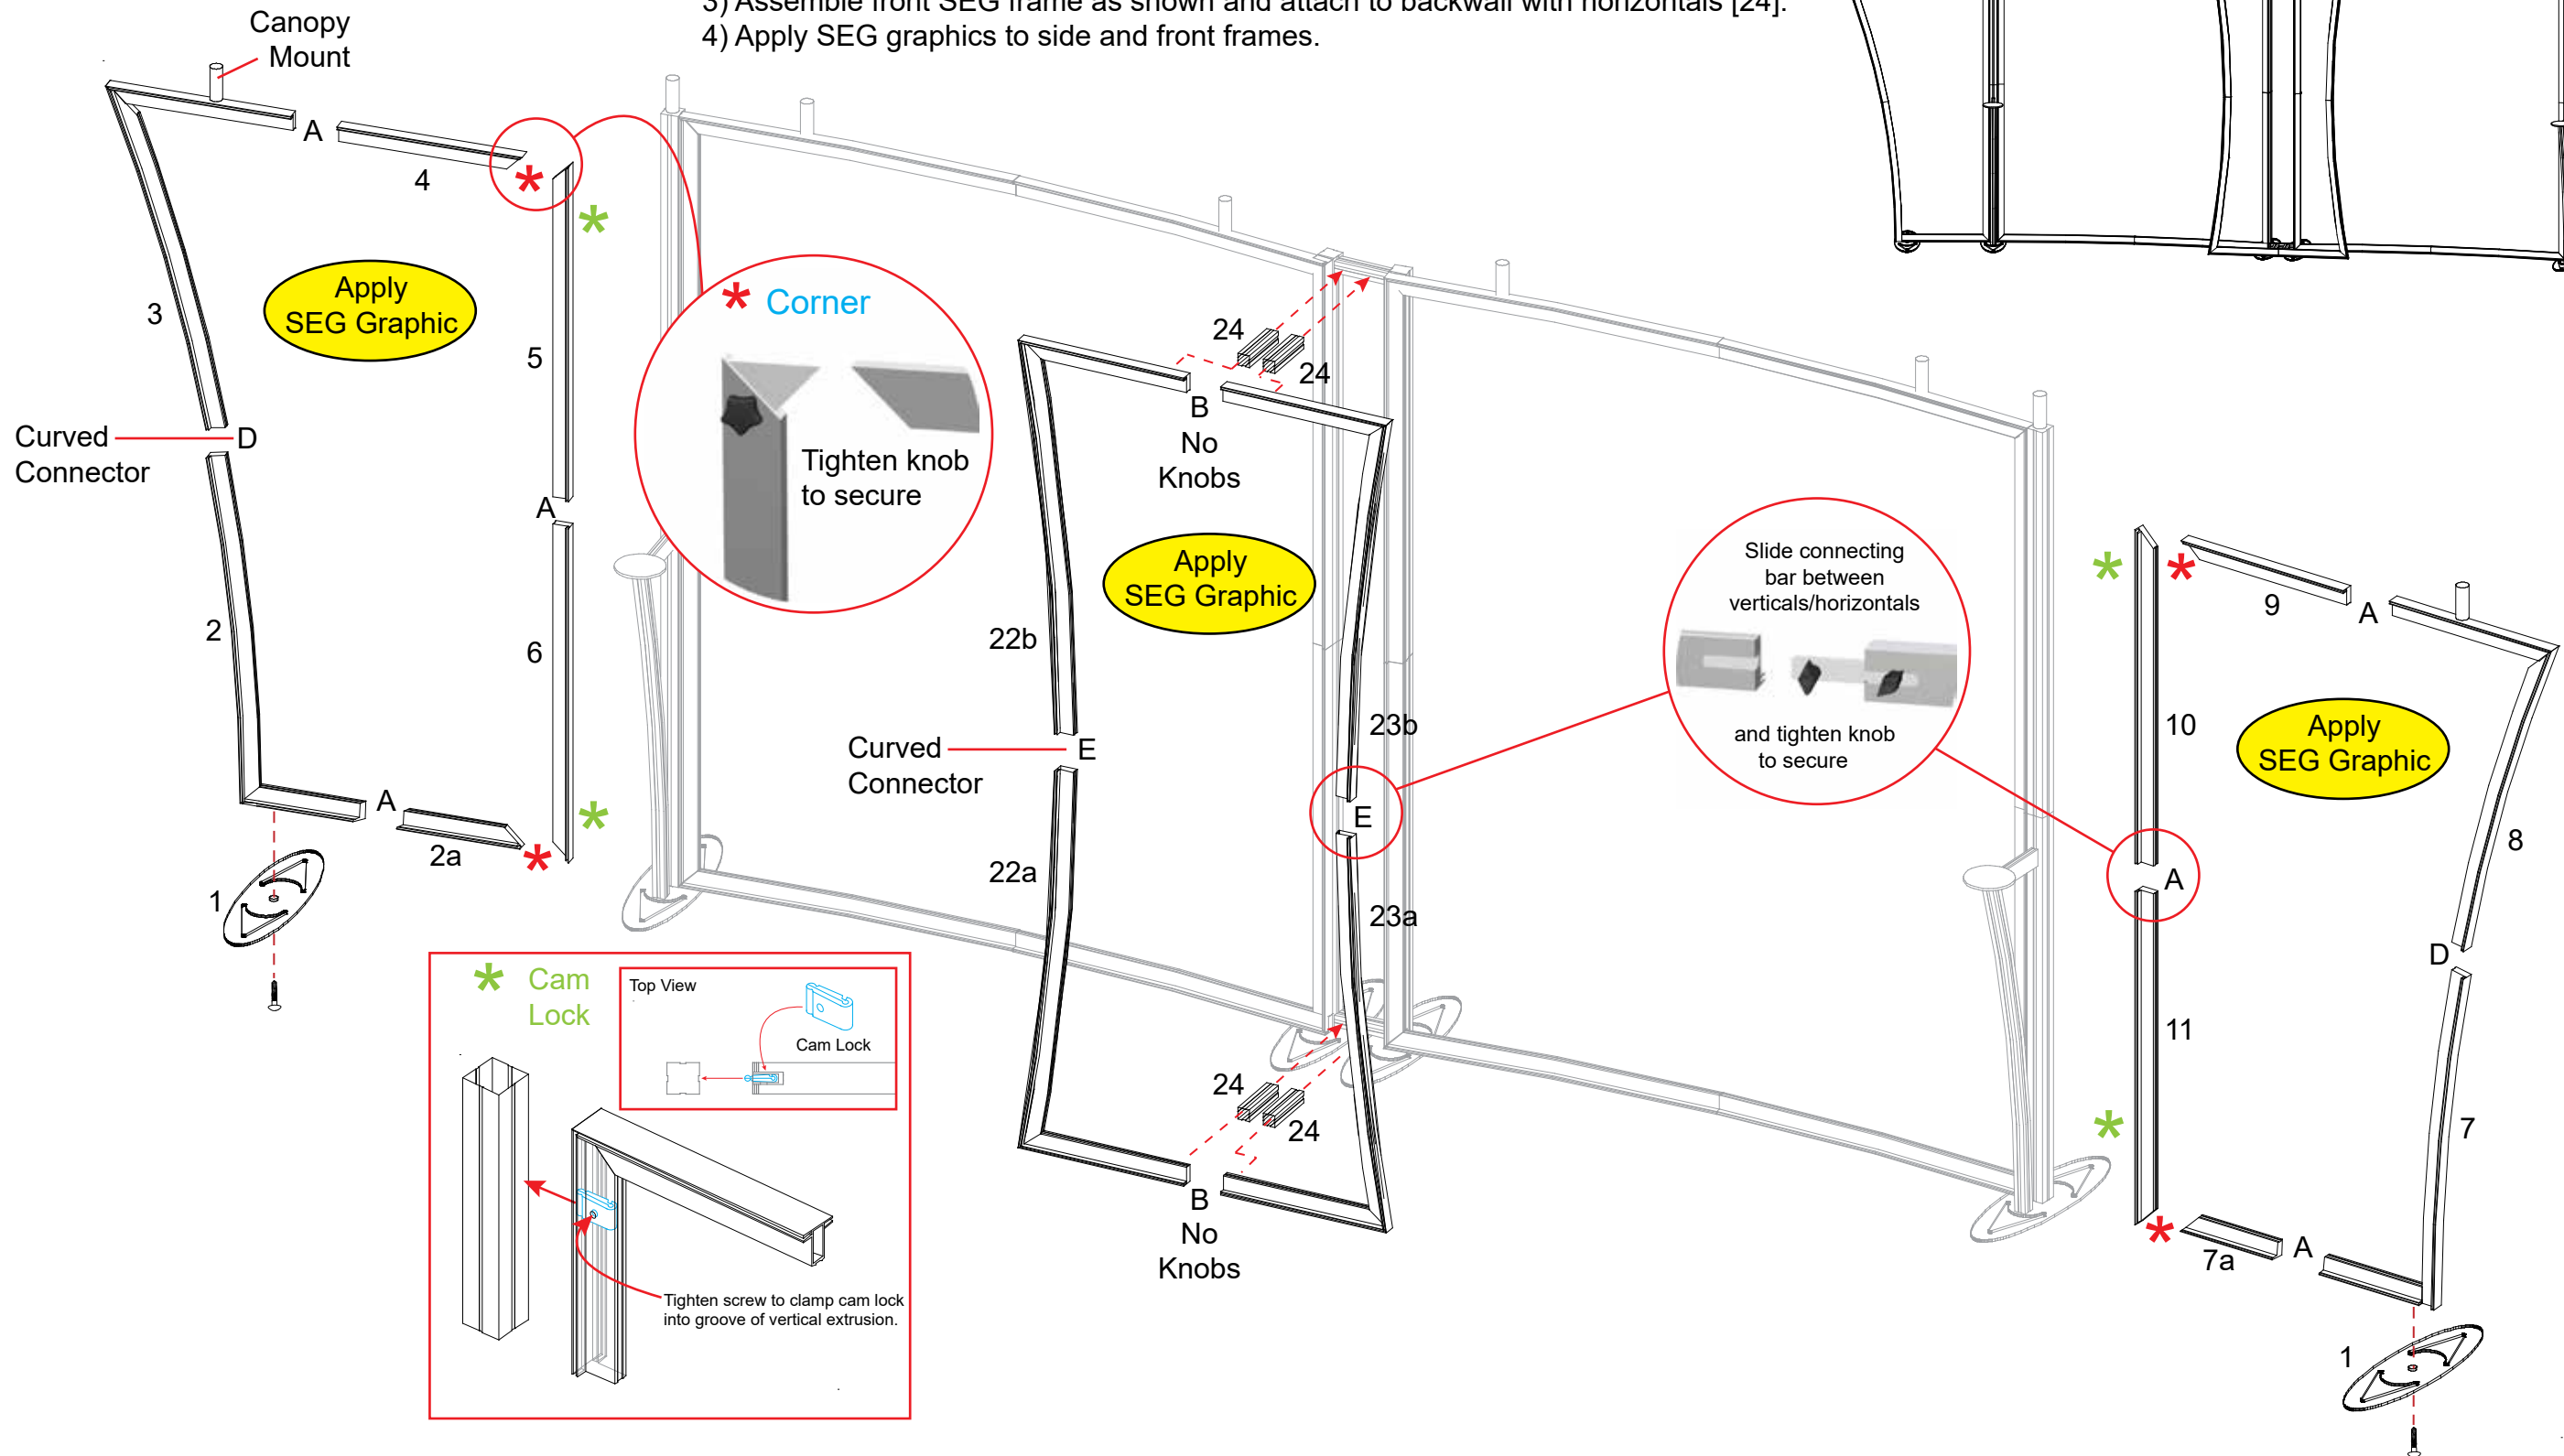 3) Assemble front SEG frame as shown and attach to backwall with horizontals [24].
4) Apply SEG graphics to side and front frames.
Canopy
Mount
A
4
*
*
3
Apply
SEG Graphic
5
Curved
Connector
D
A
2
6
A
2a
*
*
1
* Corner
Tighten knob
to secure
24
24
B
No
Knobs
Apply
SEG Graphic
22b
23b
Curved
Connector
E
E
22a
23a
24
24
B
No
Knobs
Slide connecting
bar between
verticals/horizontals
and tighten knob
to secure
*
*
9
A
10
Apply
SEG Graphic
8
A
D
11
7
*
*
7a
A
1
* Cam
Lock
Top View
Cam Lock
Tighten screw to clamp cam lock
into groove of vertical extrusion.